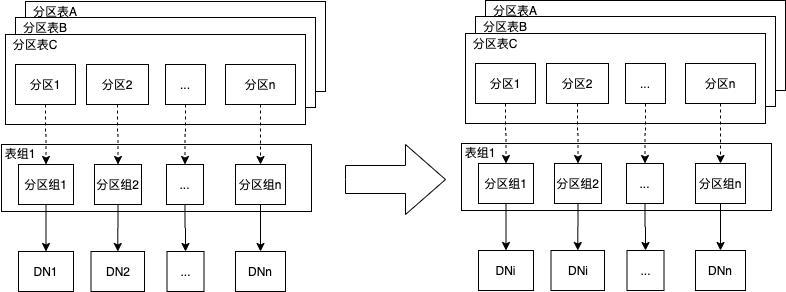 分区表A
分区表B
分区表C
分区1 分区2 ... 分区n
表组1
分区组1 分区组2 ... 分区组n
DN1 DN2 ... DNn
分区表A
分区表B
分区表C
分区1 分区2 ... 分区n
表组1
分区组1 分区组2 ... 分区组n
DNi DNi ... DNn